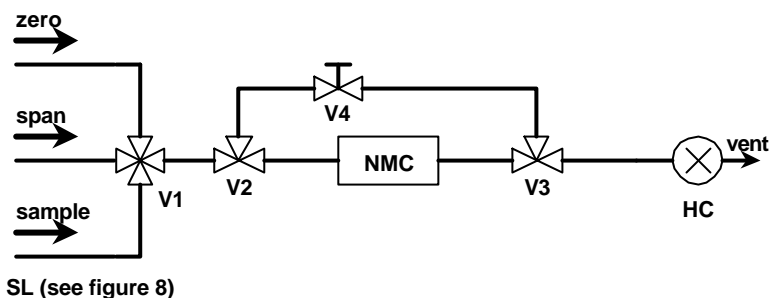 zero
span
sample
V1
V2
V4
NMC
V3
HC
vent
SL (see figure 8)